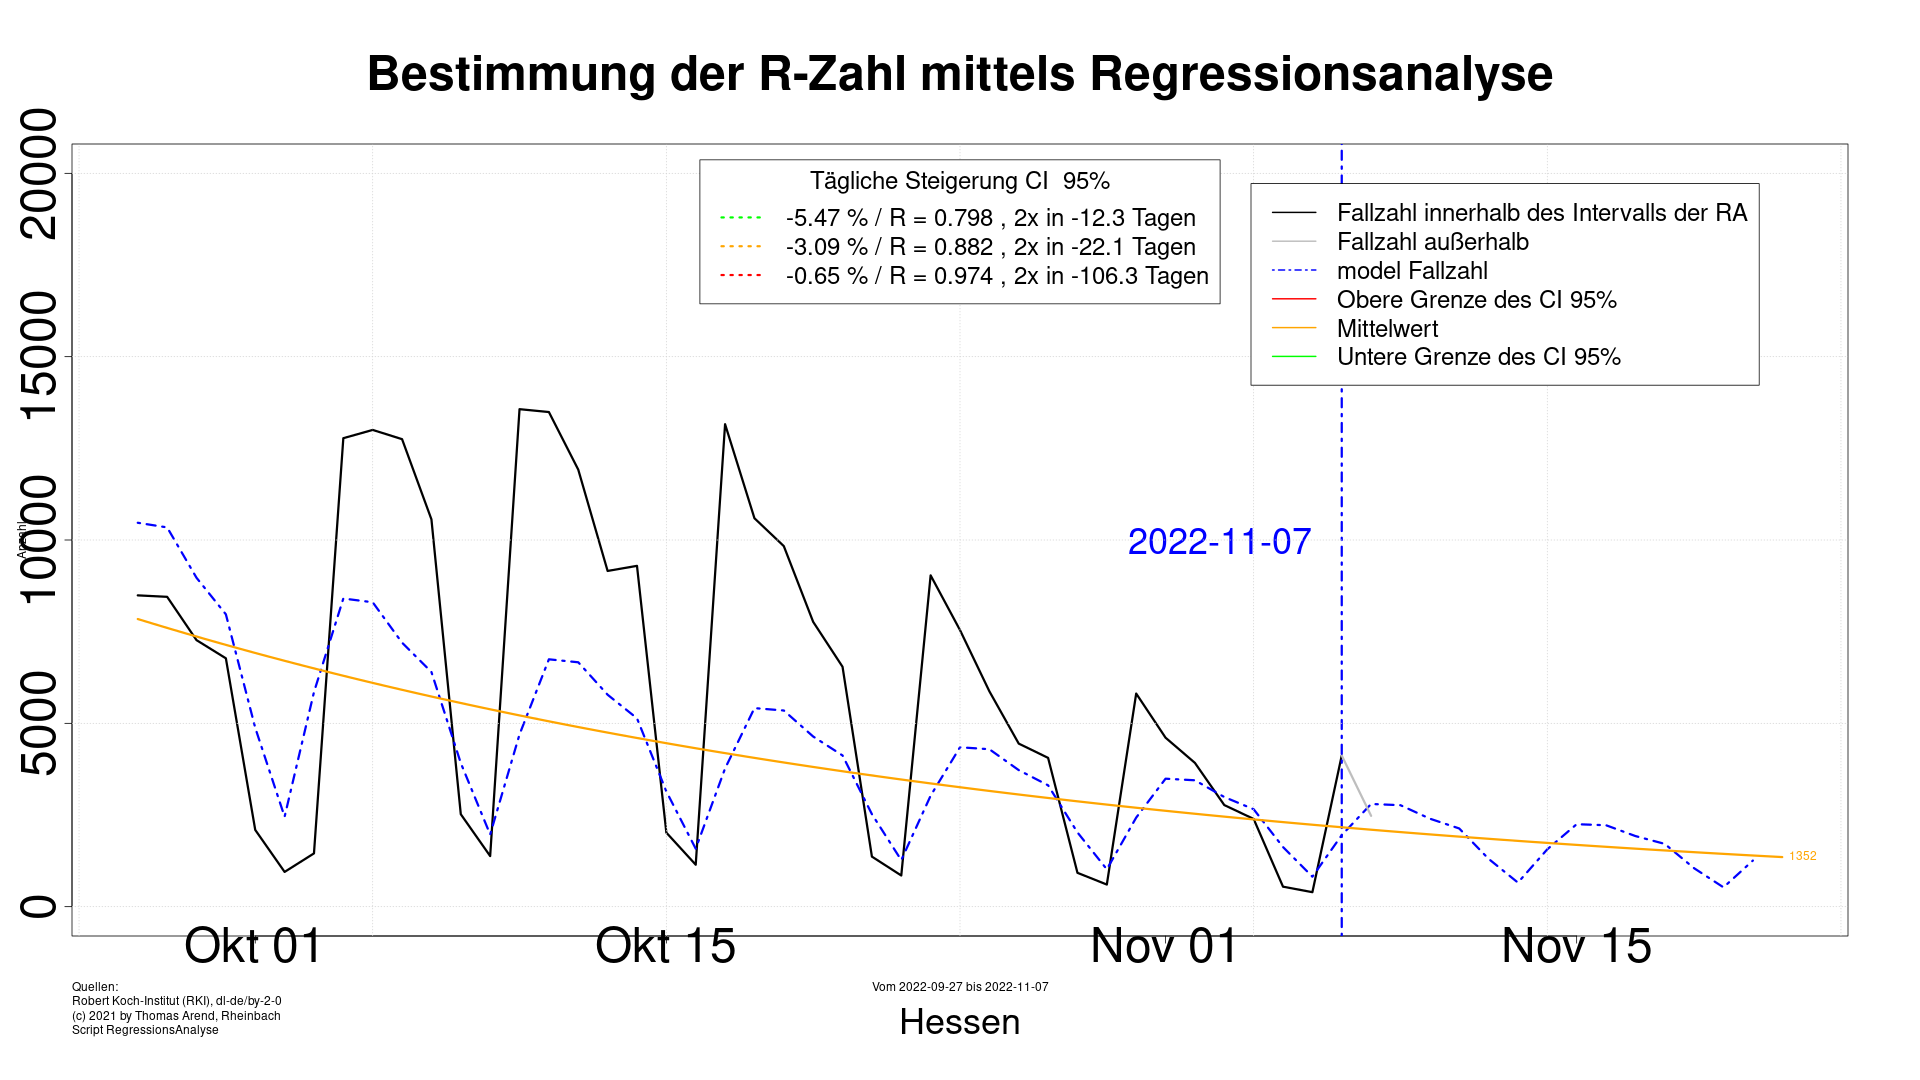 Bestimmung der R-Zahl mittels Regressionsanalyse
20000
15000
10000
5000
0
Anzahl
Tägliche Steigerung CI  95%
-5.47 % / R = 0.798 , 2x in -12.3 Tagen
-3.09 % / R = 0.882 , 2x in -22.1 Tagen
-0.65 % / R = 0.974 , 2x in -106.3 Tagen
Fallzahl innerhalb des Intervalls der RA
Fallzahl außerhalb
model Fallzahl
Obere Grenze des CI 95%
Mittelwert
Untere Grenze des CI 95%
2022-11-07
1352
Okt 01
Okt 15
Nov 01
Nov 15
Quellen:
Robert Koch-Institut (RKI), dl-de/by-2-0
(c) 2021 by Thomas Arend, Rheinbach
Script RegressionsAnalyse
Vom 2022-09-27 bis 2022-11-07
Hessen